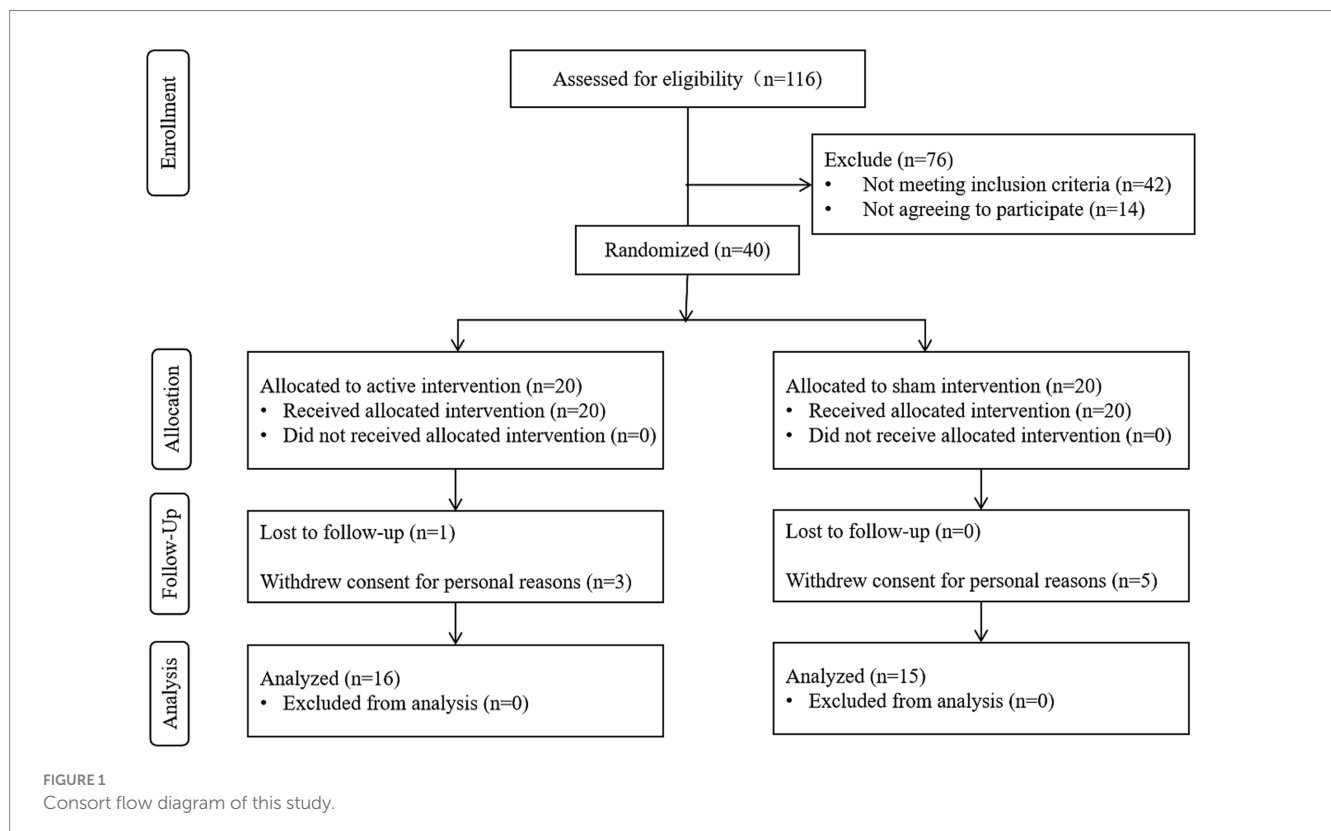 Enrollment
Assessed for eligibility（n=116)
Exclude (n=76)
• Not meeting inclusion criteria (n=42)
• Not agreeing to participate (n=14)
Randomized (n=40)
Allocation
Allocated to active intervention (n=20)
• Received allocated intervention (n=20)
• Did not received allocated intervention (n=0)
Allocated to sham intervention (n=20)
• Received allocated intervention (n=20)
• Did not receive allocated intervention (n=0)
Follow-Up
Lost to follow-up (n=1)
Withdrew consent for personal reasons (n=3)
Lost to follow-up (n=0)
Withdrew consent for personal reasons (n=5)
Analysis
Analyzed (n=16)
• Excluded from analysis (n=0)
Analyzed (n=15)
• Excluded from analysis (n=0)
FIGURE 1
Consort flow diagram of this study.